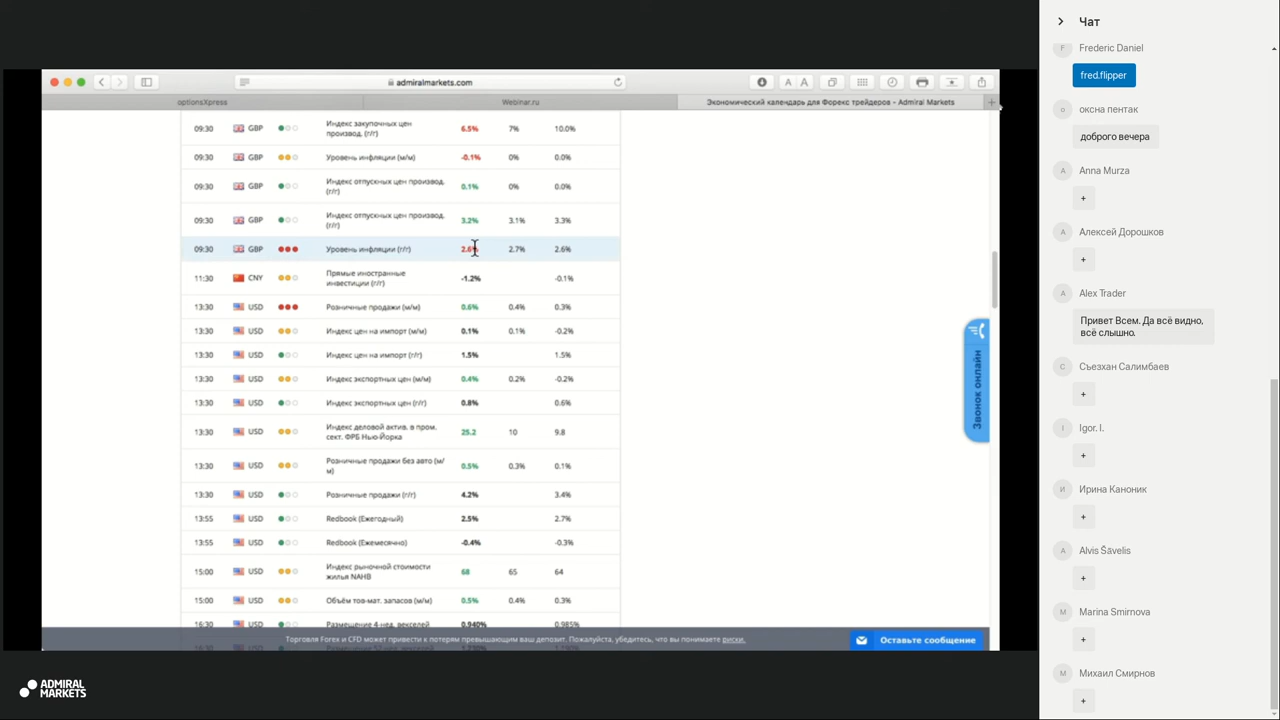 admiralmarkets.com
optionsXpress
Webinar.ru
Экономический календарь для Форекс трейдеров - Admiral Markets
09:30 GBP Индекс закупочных цен производ. (г/г) 6.5% 7% 10.0%
09:30 GBP Уровень инфляции (м/м) -0.1% 0% 0.0%
09:30 GBP Индекс отпускных цен производ. (г/г) 0.1% 0% 0.0%
09:30 GBP Индекс отпускных цен производ. (г/г) 3.2% 3.1% 3.3%
09:30 GBP Уровень инфляции (г/г) 2.6% 2.7% 2.6%
11:30 CNY Прямые иностранные инвестиции (г/г) -1.2% -0.1%
13:30 USD Розничные продажи (м/м) 0.6% 0.4% 0.3%
13:30 USD Индекс цен на импорт (м/м) 0.1% 0.1% -0.2%
13:30 USD Индекс цен на импорт (г/г) 1.5% 1.5%
13:30 USD Индекс экспортных цен (м/м) 0.4% 0.2% -0.2%
13:30 USD Индекс экспортных цен (г/г) 0.8% 0.6%
13:30 USD Индекс деловой актив. в пром. сект. ФРБ Нью-Йорка 25.2 10 9.8
13:30 USD Розничные продажи без авто (м/м) 0.5% 0.3% 0.1%
13:30 USD Розничные продажи (г/г) 4.2% 3.4%
13:55 USD Redbook (Ежегодный) 2.5% 2.7%
13:55 USD Redbook (Ежемесячно) -0.4% -0.3%
15:00 USD Индекс рыночной стоимости жилья NAHB 68 65 64
15:00 USD Объём тов-мат. запасов (м/м) 0.5% 0.4% 0.3%
16:30 USD Размещение 4-нед. векселей 0.940% 0.985%
Звонок онлайн
Торговля Forex и CFD может привести к потерям превышающим ваш депозит. Пожалуйста, убедитесь, что вы понимаете риски.
Оставьте сообщение
ADMIRAL
MARKETS
Чат
F Frederic Daniel
fred.flipper
о оксна пентак
доброго вечера
A Anna Murza
+
А Алексей Дорошков
+
A Alex Trader
Привет Всем. Да всё видно,
всё слышно.
С Съезхан Салимбаев
+
I Igor. I.
+
И Ирина Каноник
+
A Alvis Šāvelis
+
M Marina Smirnova
+
М Михаил Смирнов
+